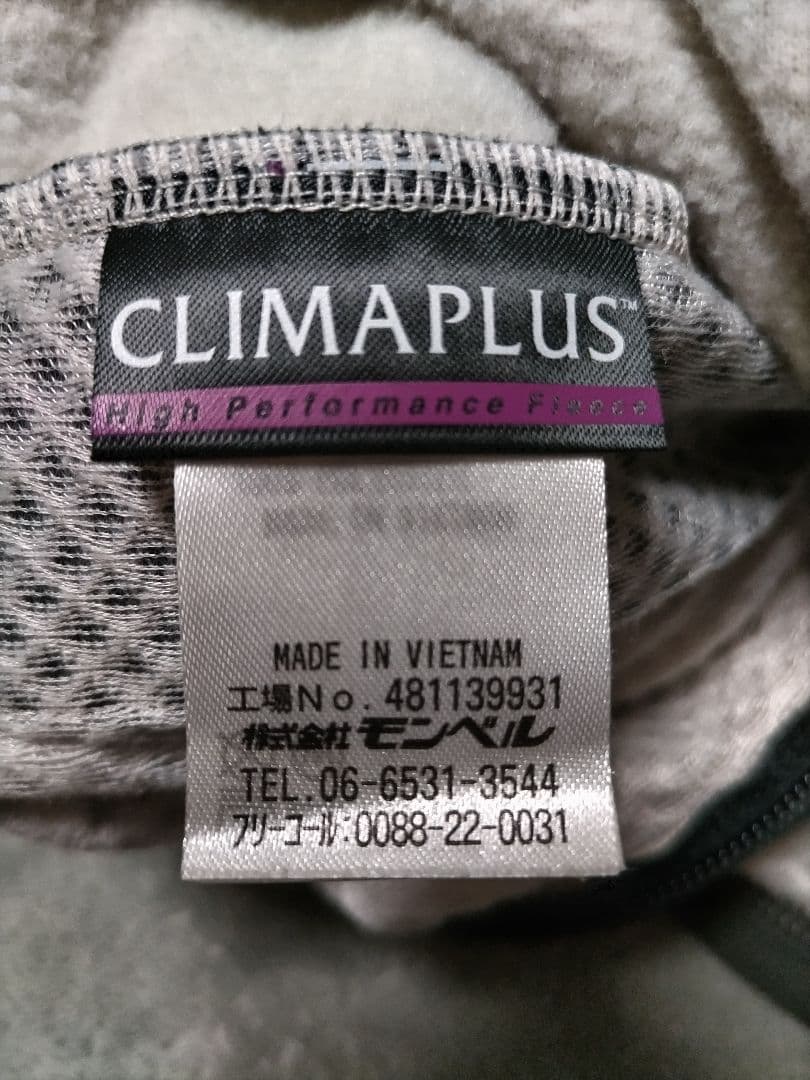 CLIMAPLUS™
High Performance Fleece
MADE IN VIETNAM
工場No. 481139931
株式会社モンベル
TEL.06-6531-3544
フリーコール:0088-22-0031